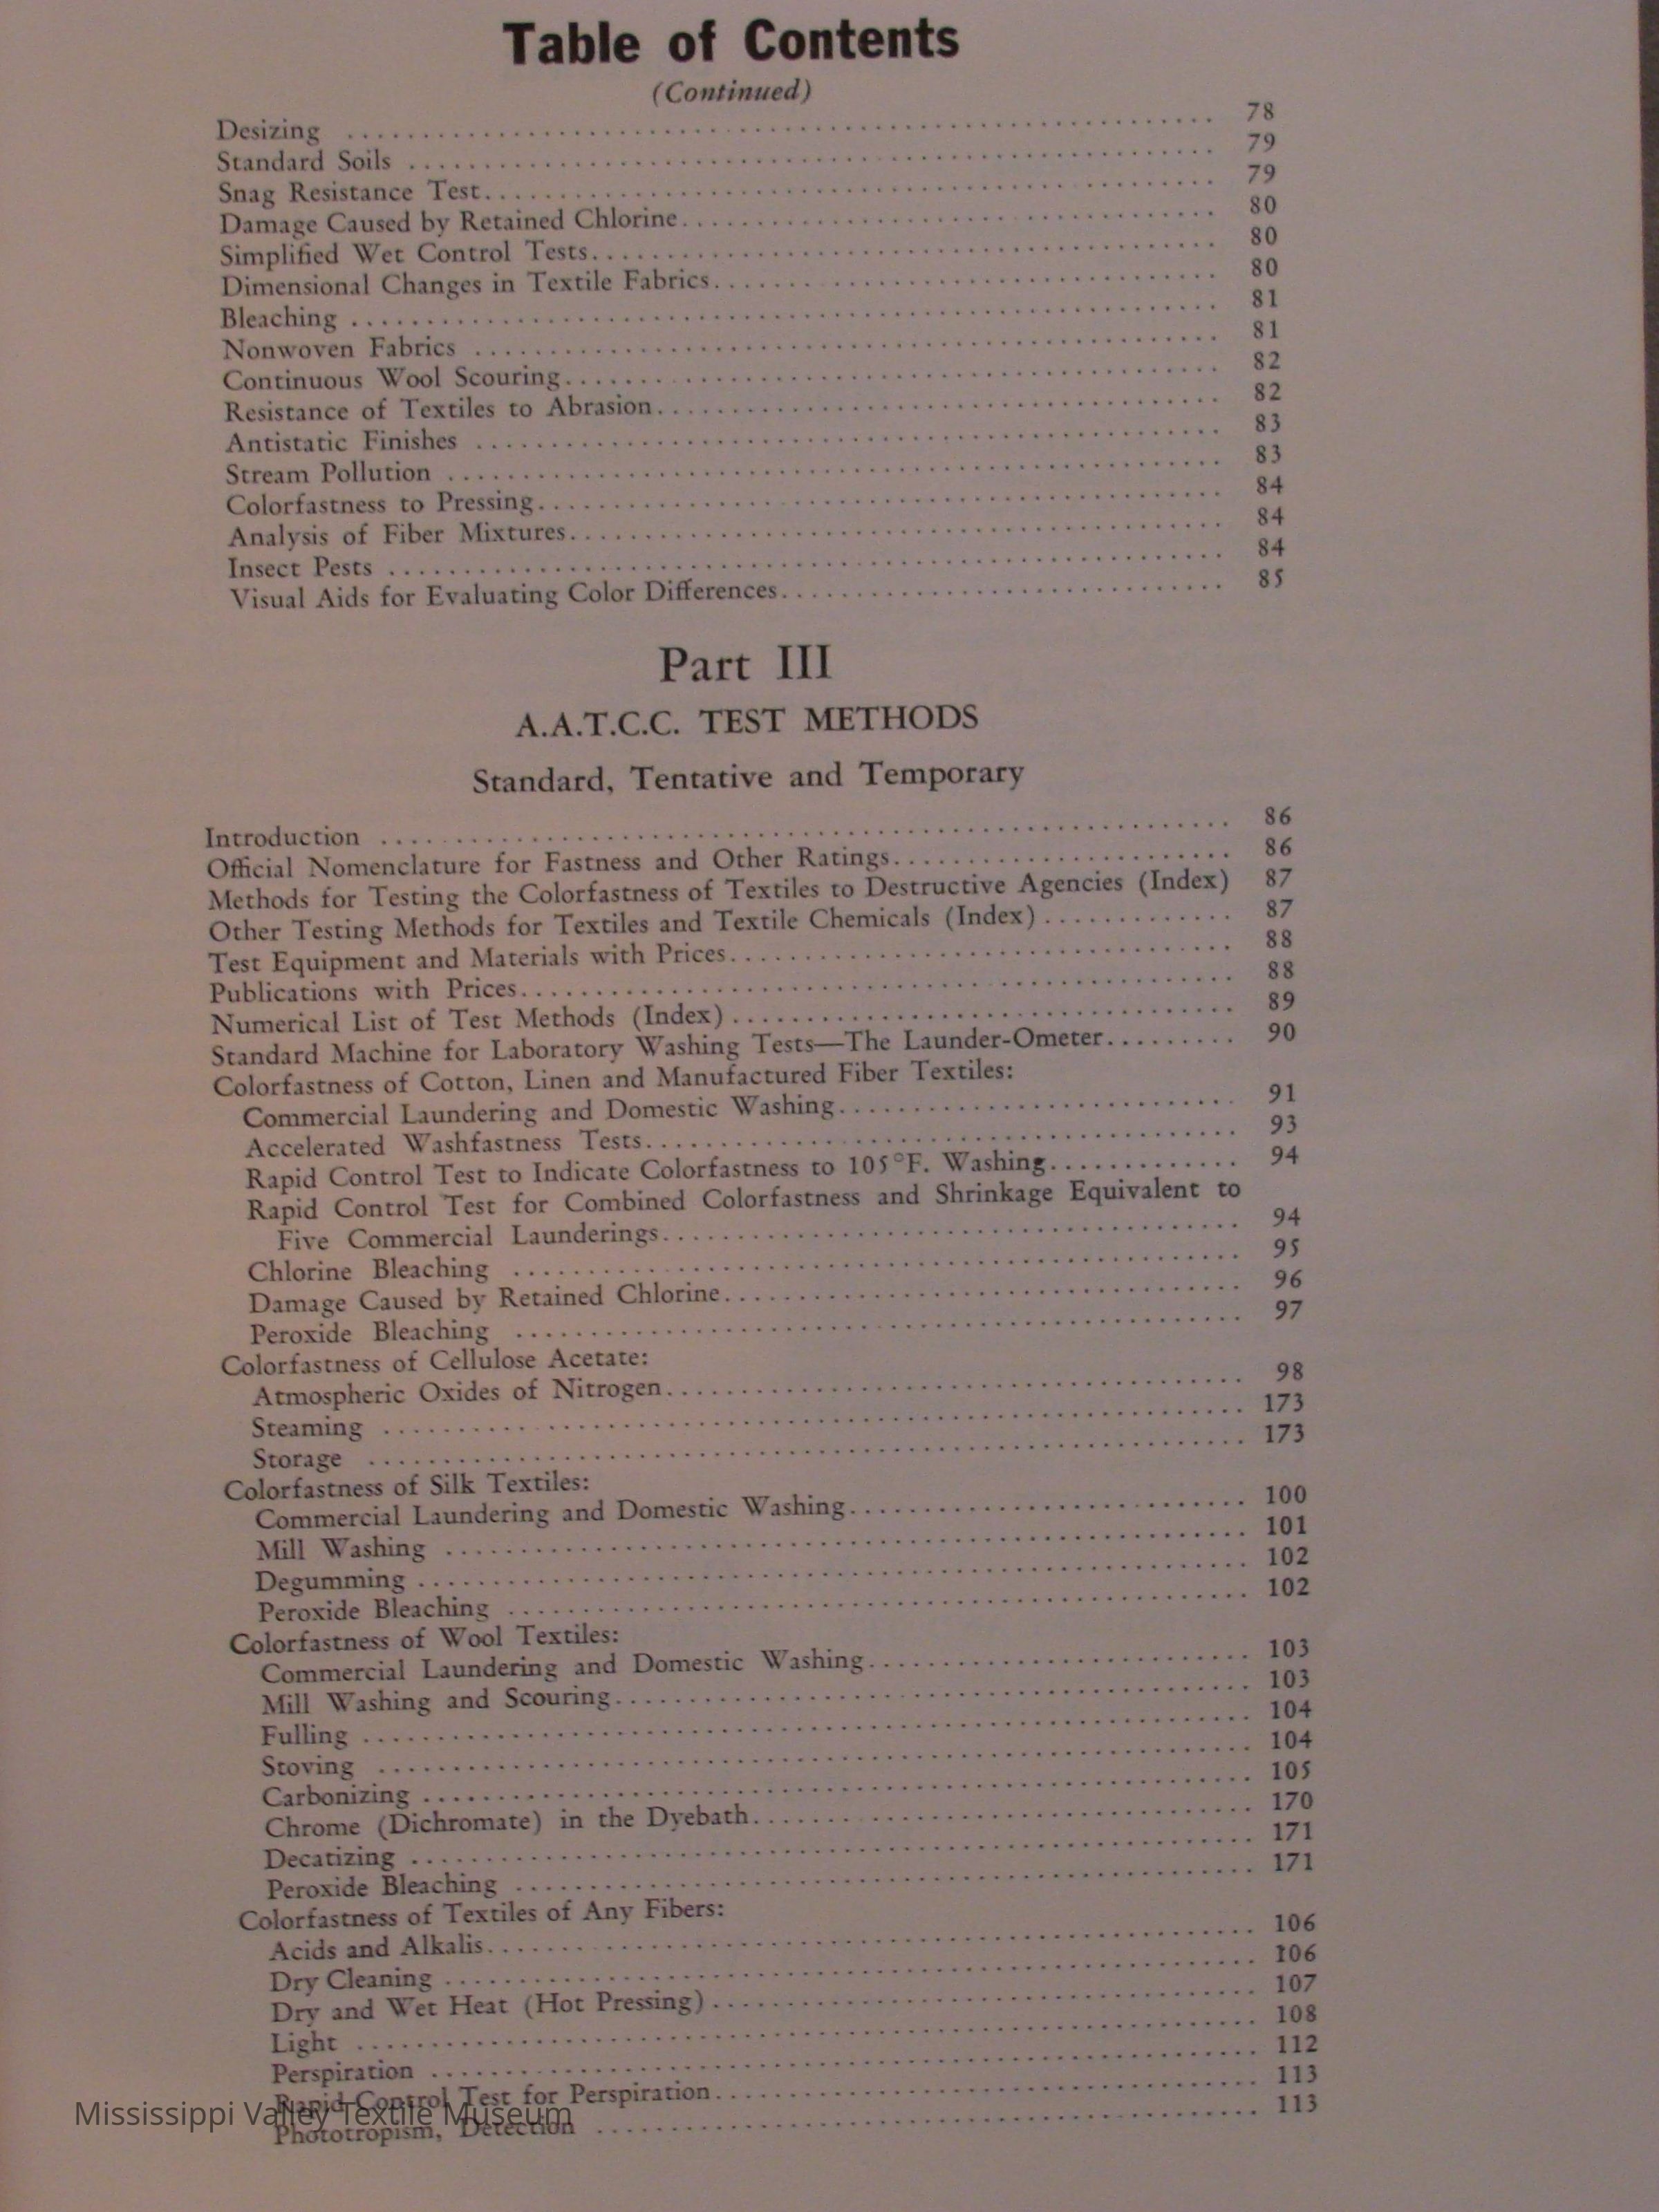 Table of Contents
(Continued)
Desizing ........ 78
Standard Soils ........ 79
Snag Resistance Test........ 79
Damage Caused by Retained Chlorine........ 80
Simplified Wet Control Tests........ 80
Dimensional Changes in Textile Fabrics........ 80
Bleaching ........ 81
Nonwoven Fabrics ........ 81
Continuous Wool Scouring........ 82
Resistance of Textiles to Abrasion........ 82
Antistatic Finishes ........ 83
Stream Pollution ........ 83
Colorfastness to Pressing........ 84
Analysis of Fiber Mixtures........ 84
Insect Pests ........ 84
Visual Aids for Evaluating Color Differences........ 85
Part III
A.A.T.C.C. TEST METHODS
Standard, Tentative and Temporary
Introduction ........ 86
Official Nomenclature for Fastness and Other Ratings........ 86
Methods for Testing the Colorfastness of Textiles to Destructive Agencies (Index) 87
Other Testing Methods for Textiles and Textile Chemicals (Index)........ 87
Test Equipment and Materials with Prices........ 88
Publications with Prices........ 88
Numerical List of Test Methods (Index)........ 89
Standard Machine for Laboratory Washing Tests—The Launder-Ometer........ 90
Colorfastness of Cotton, Linen and Manufactured Fiber Textiles:
Commercial Laundering and Domestic Washing........ 91
Accelerated Washfastness Tests........ 93
Rapid Control Test to Indicate Colorfastness to 105°F. Washing........ 94
Rapid Control Test for Combined Colorfastness and Shrinkage Equivalent to
Five Commercial Launderings........ 94
Chlorine Bleaching ........ 95
Damage Caused by Retained Chlorine........ 96
Peroxide Bleaching ........ 97
Colorfastness of Cellulose Acetate:
Atmospheric Oxides of Nitrogen........ 98
Steaming ........ 173
Storage ........ 173
Colorfastness of Silk Textiles:
Commercial Laundering and Domestic Washing........ 100
Mill Washing ........ 101
Degumming ........ 102
Peroxide Bleaching ........ 102
Colorfastness of Wool Textiles:
Commercial Laundering and Domestic Washing........ 103
Mill Washing and Scouring........ 103
Fulling ........ 104
Stoving ........ 104
Carbonizing ........ 105
Chrome (Dichromate) in the Dyebath........ 170
Decatizing ........ 171
Peroxide Bleaching ........ 171
Colorfastness of Textiles of Any Fibers:
Acids and Alkalis........ 106
Dry Cleaning ........ 106
Dry and Wet Heat (Hot Pressing)........ 107
Light ........ 108
Perspiration ........ 112
Rapid Control Test for Perspiration........ 113
Phototropism, Detection ........ 113
Mississippi Valley Textile Museum